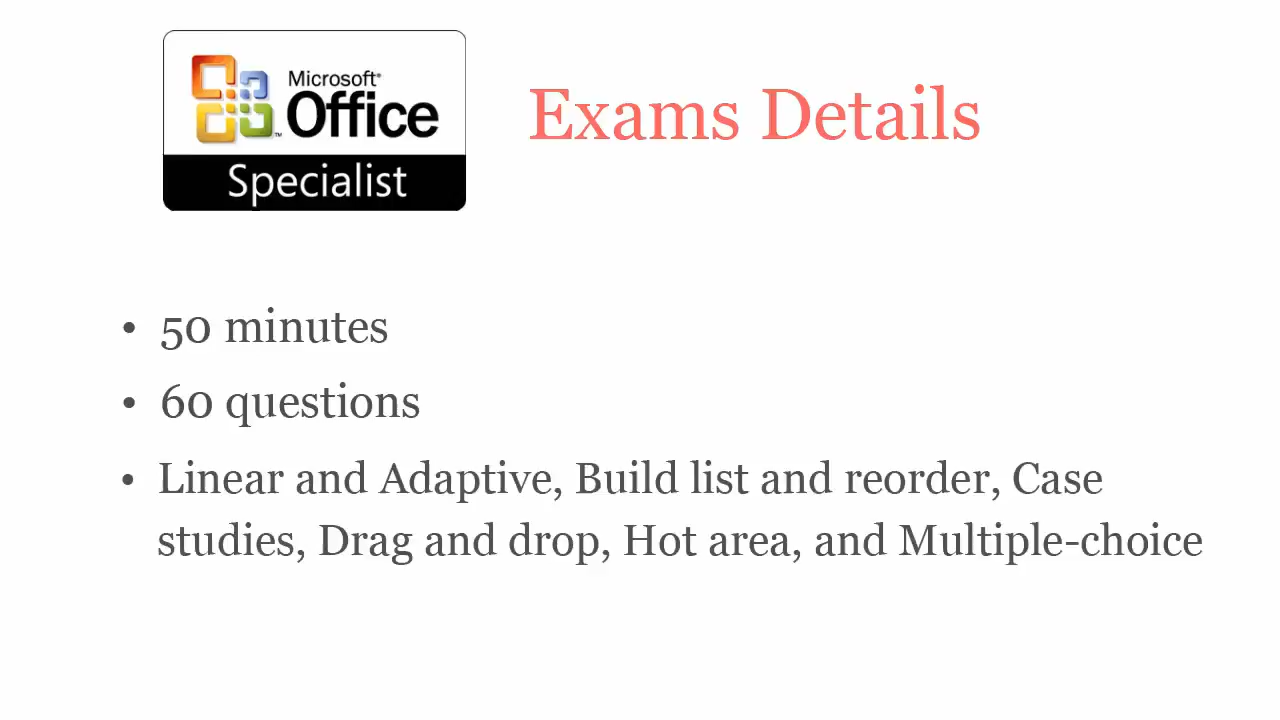 Microsoft®
Office™
Specialist
Exams Details
• 50 minutes
• 60 questions
• Linear and Adaptive, Build list and reorder, Case
studies, Drag and drop, Hot area, and Multiple-choice